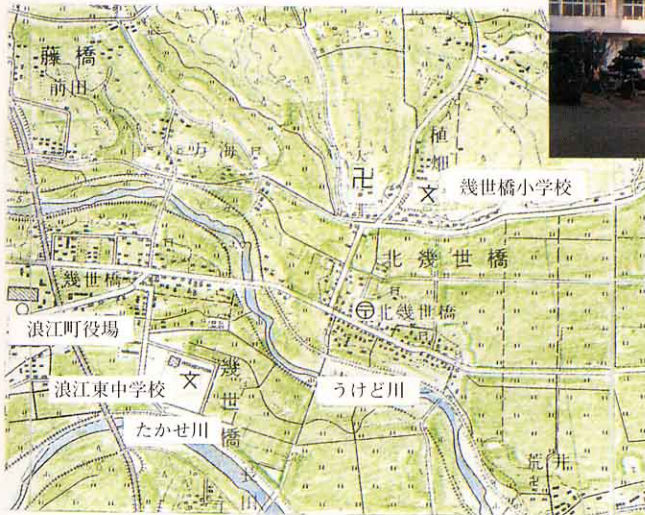 藤橋
前田
植畑
幾世橋小学校
北幾世橋
幾世橋
北幾世橋
浪江町役場
浪江東中学校
幾世橋
うけど川
たかせ川
荒井